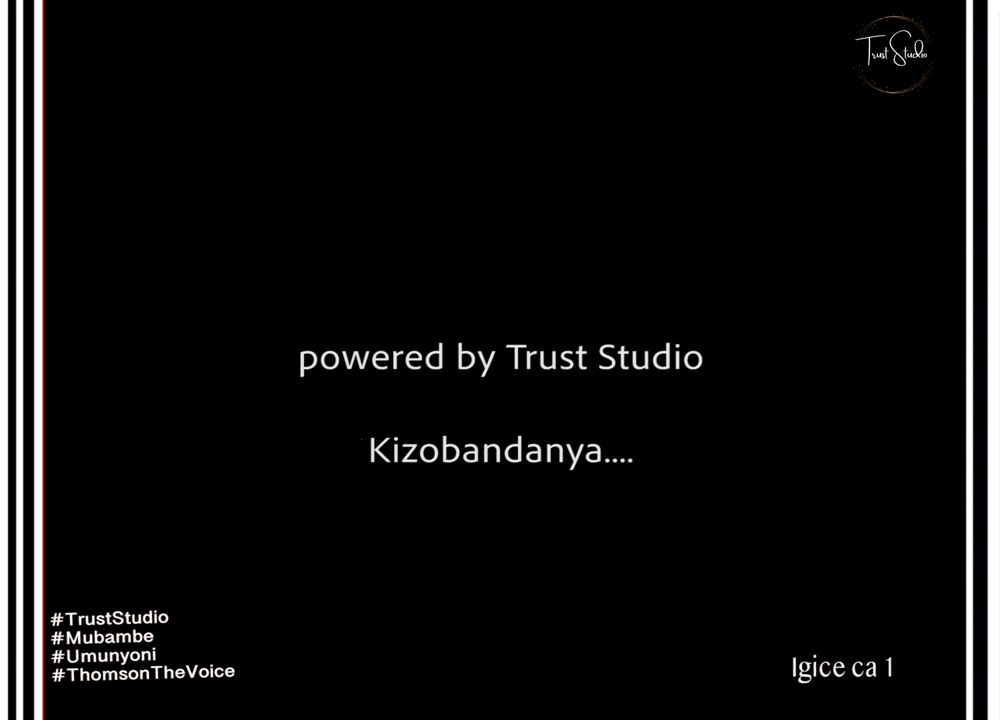 Trust Studio
powered by Trust Studio
Kizobandanya....
#TrustStudio
#Mubambe
#Umunyoni
#ThomsonTheVoice
Igice ca 1